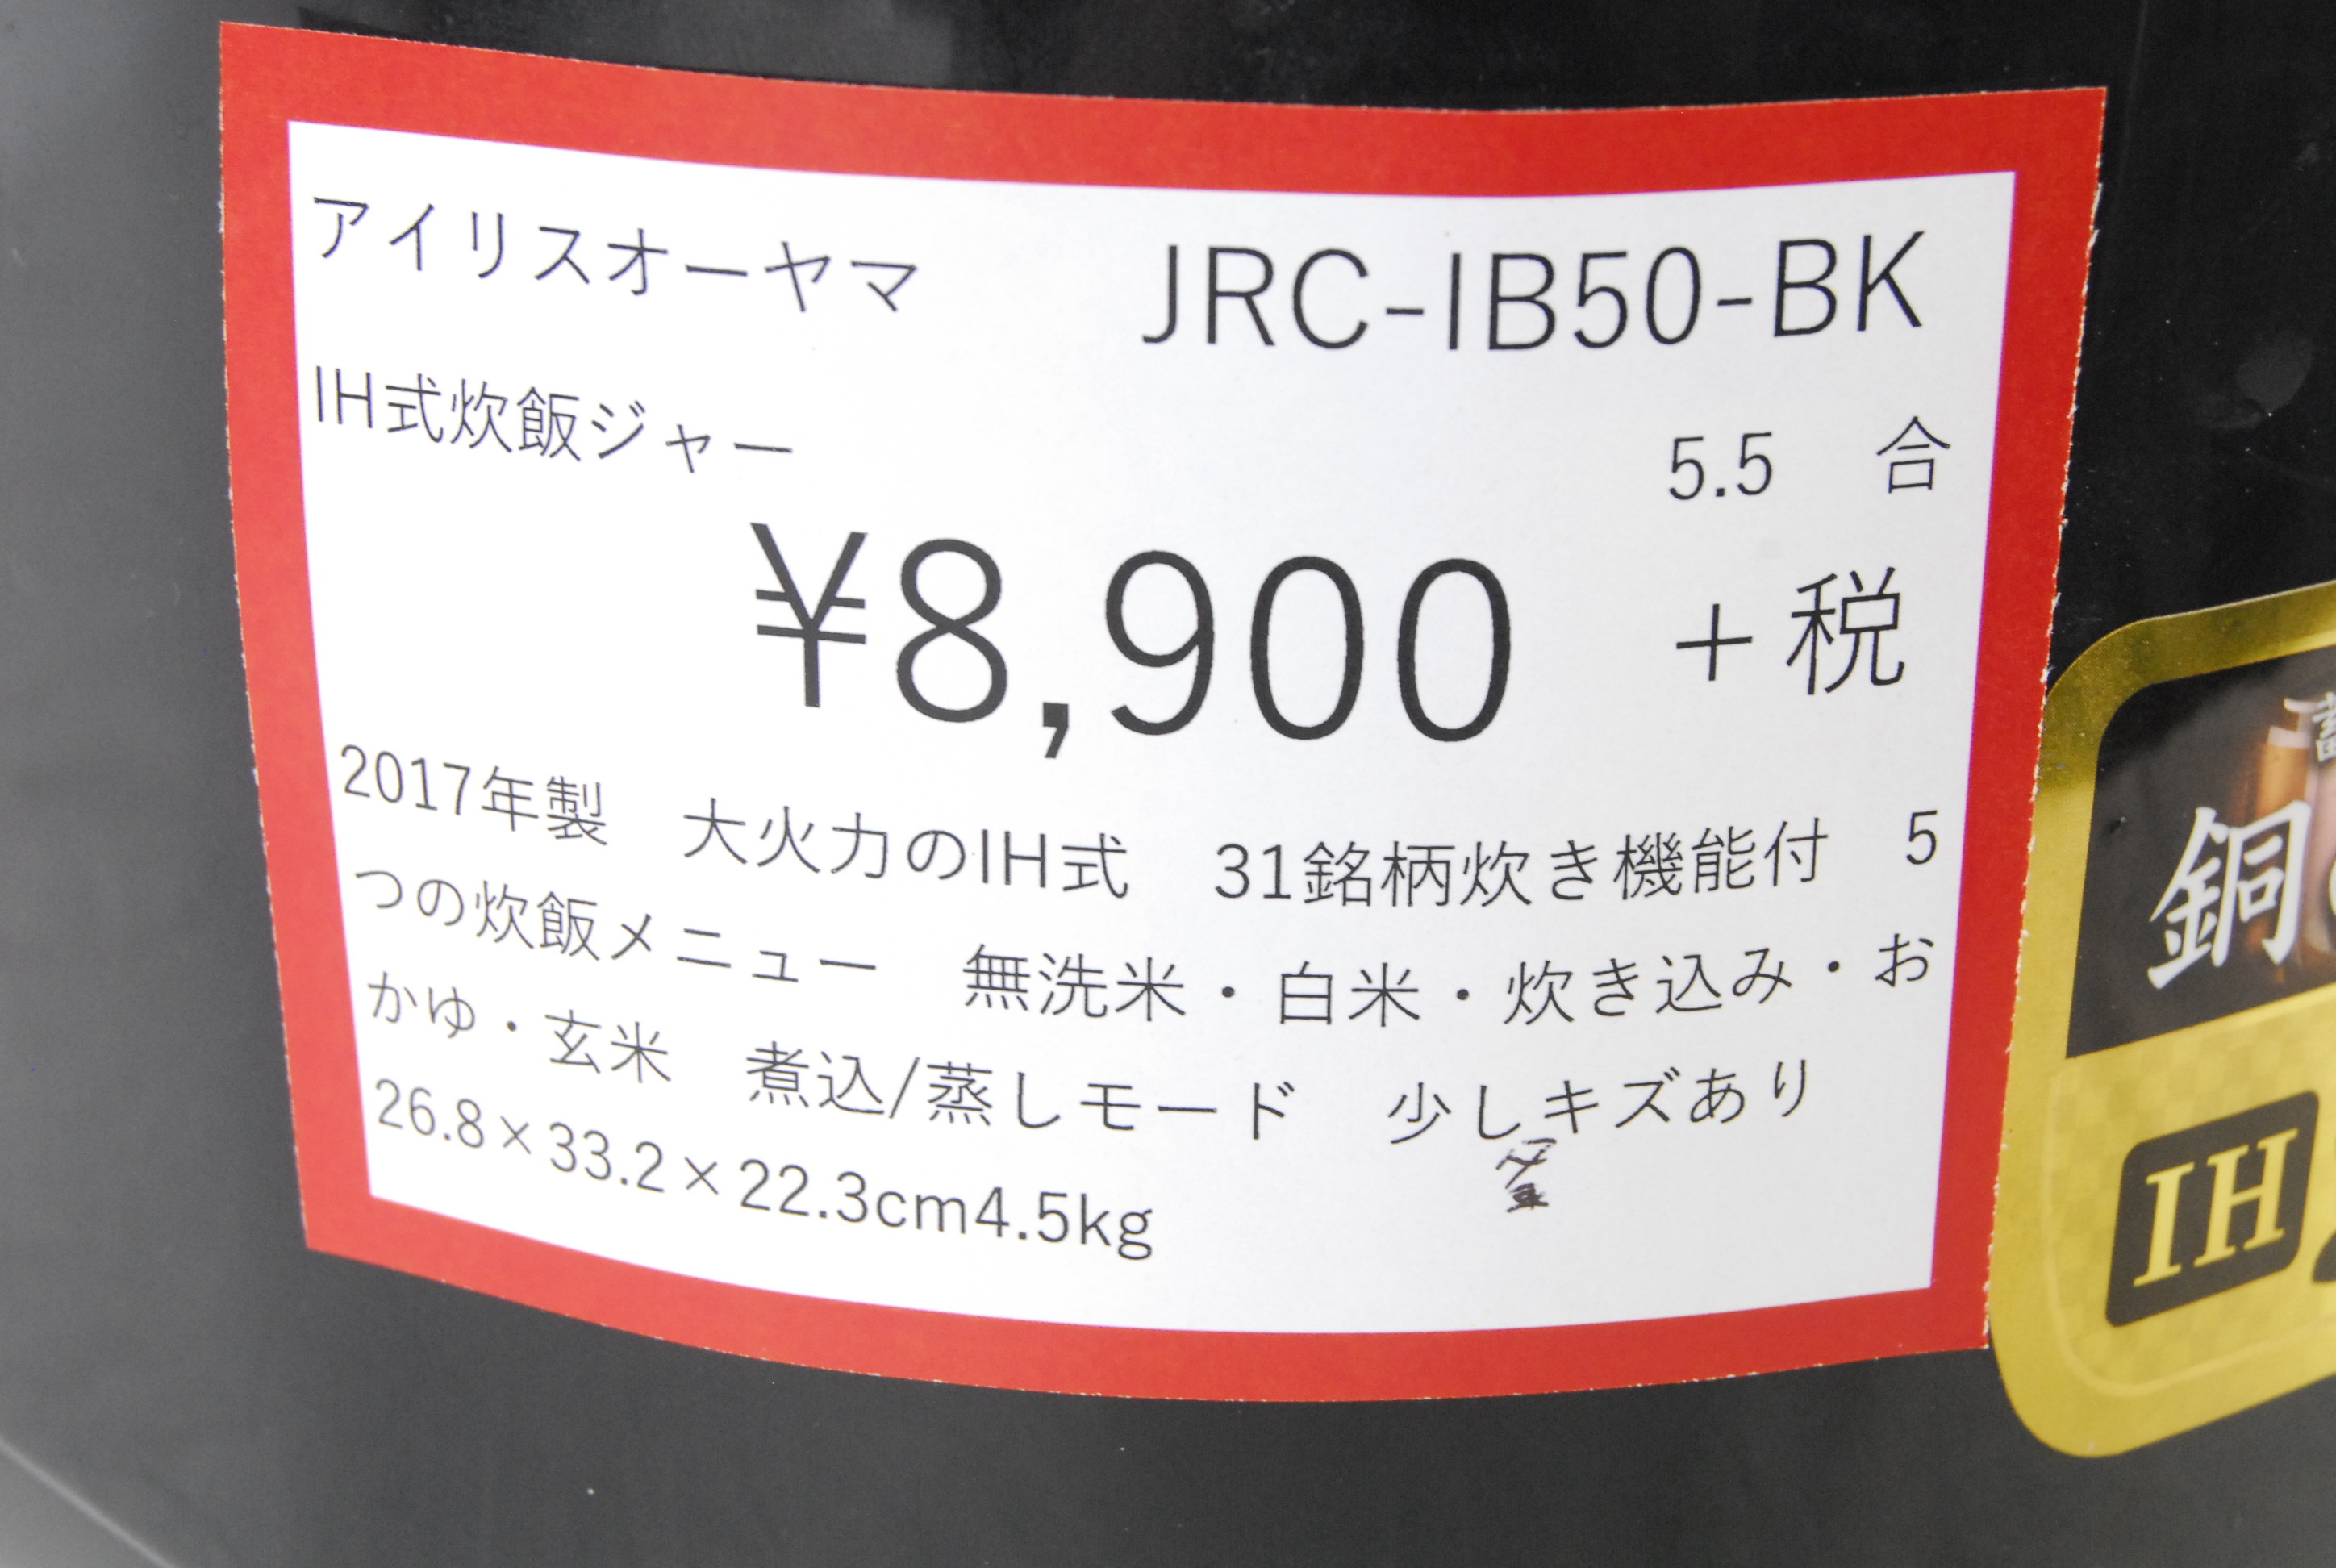 アイリスオーヤマ JRC-IB50-BK
IH式炊飯ジャー 5.5 合
¥8,900 +税
2017年製 大火力のIH式 31銘柄炊き機能付 5
つの炊飯メニュー 無洗米・白米・炊き込み・お
かゆ・玄米 煮込/蒸しモード 少しキズあり
26.8×33.2×22.3cm4.5kg
銅
IH